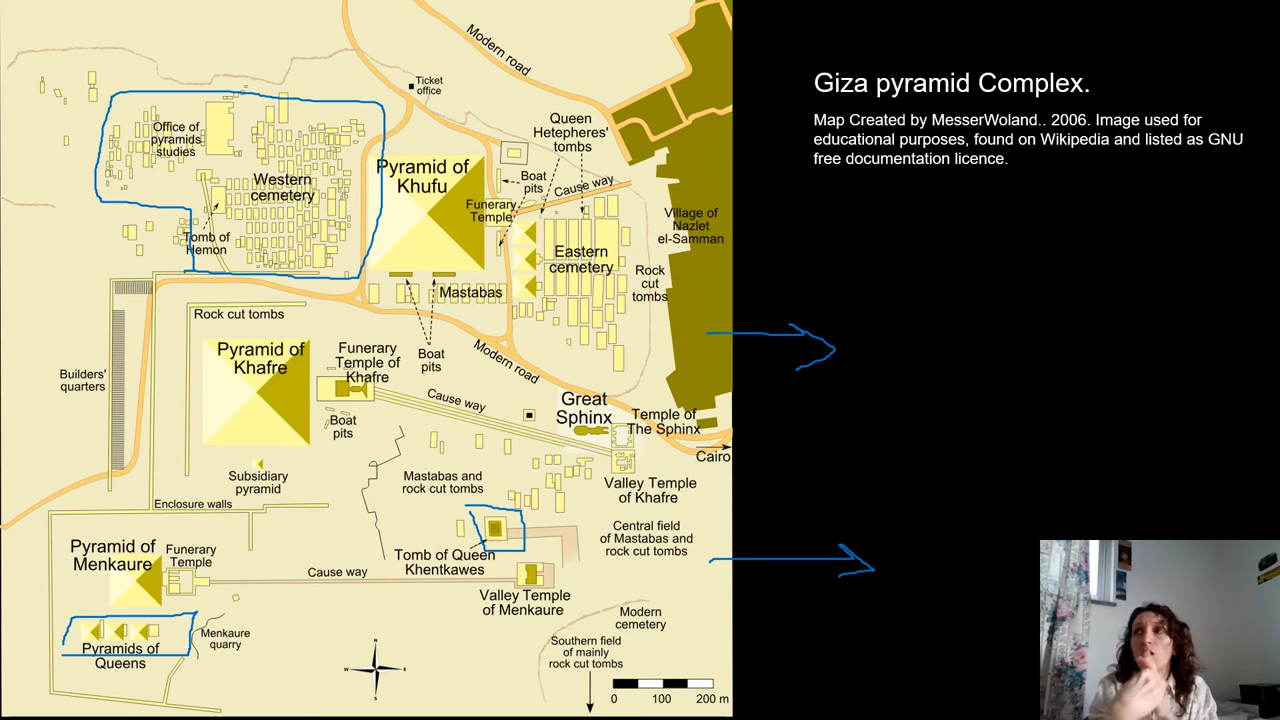 Giza pyramid Complex.
Map Created by MesserWoland.. 2006. Image used for
educational purposes, found on Wikipedia and listed as GNU
free documentation licence.
Modern road
Ticket
office
Office of
pyramids
studies
Western
cemetery
Tomb of
Hemon
Pyramid of
Khufu
Queen
Hetepheres'
tombs
Boat
pits
Cause way
Funerary
Temple
Eastern
cemetery
Village of
Nazlet
el-Samman
Rock
cut
tombs
Mastabas
Boat
pits
Rock cut tombs
Builders'
quarters
Pyramid of
Khafre
Funerary
Temple of
Khafre
Boat
pits
Modern road
Cause way
Great
Sphinx
Temple of
The Sphinx
Cairo
Valley Temple
of Khafre
Subsidiary
pyramid
Mastabas and
rock cut tombs
Enclosure walls
Central field
of Mastabas and
rock cut tombs
Tomb of Queen
Khentkawes
Pyramid of
Menkaure
Funerary
Temple
Cause way
Valley Temple
of Menkaure
Pyramids of
Queens
Menkaure
quarry
Modern
cemetery
Southern field
of mainly
rock cut tombs
N
W E
S
0 100 200 m